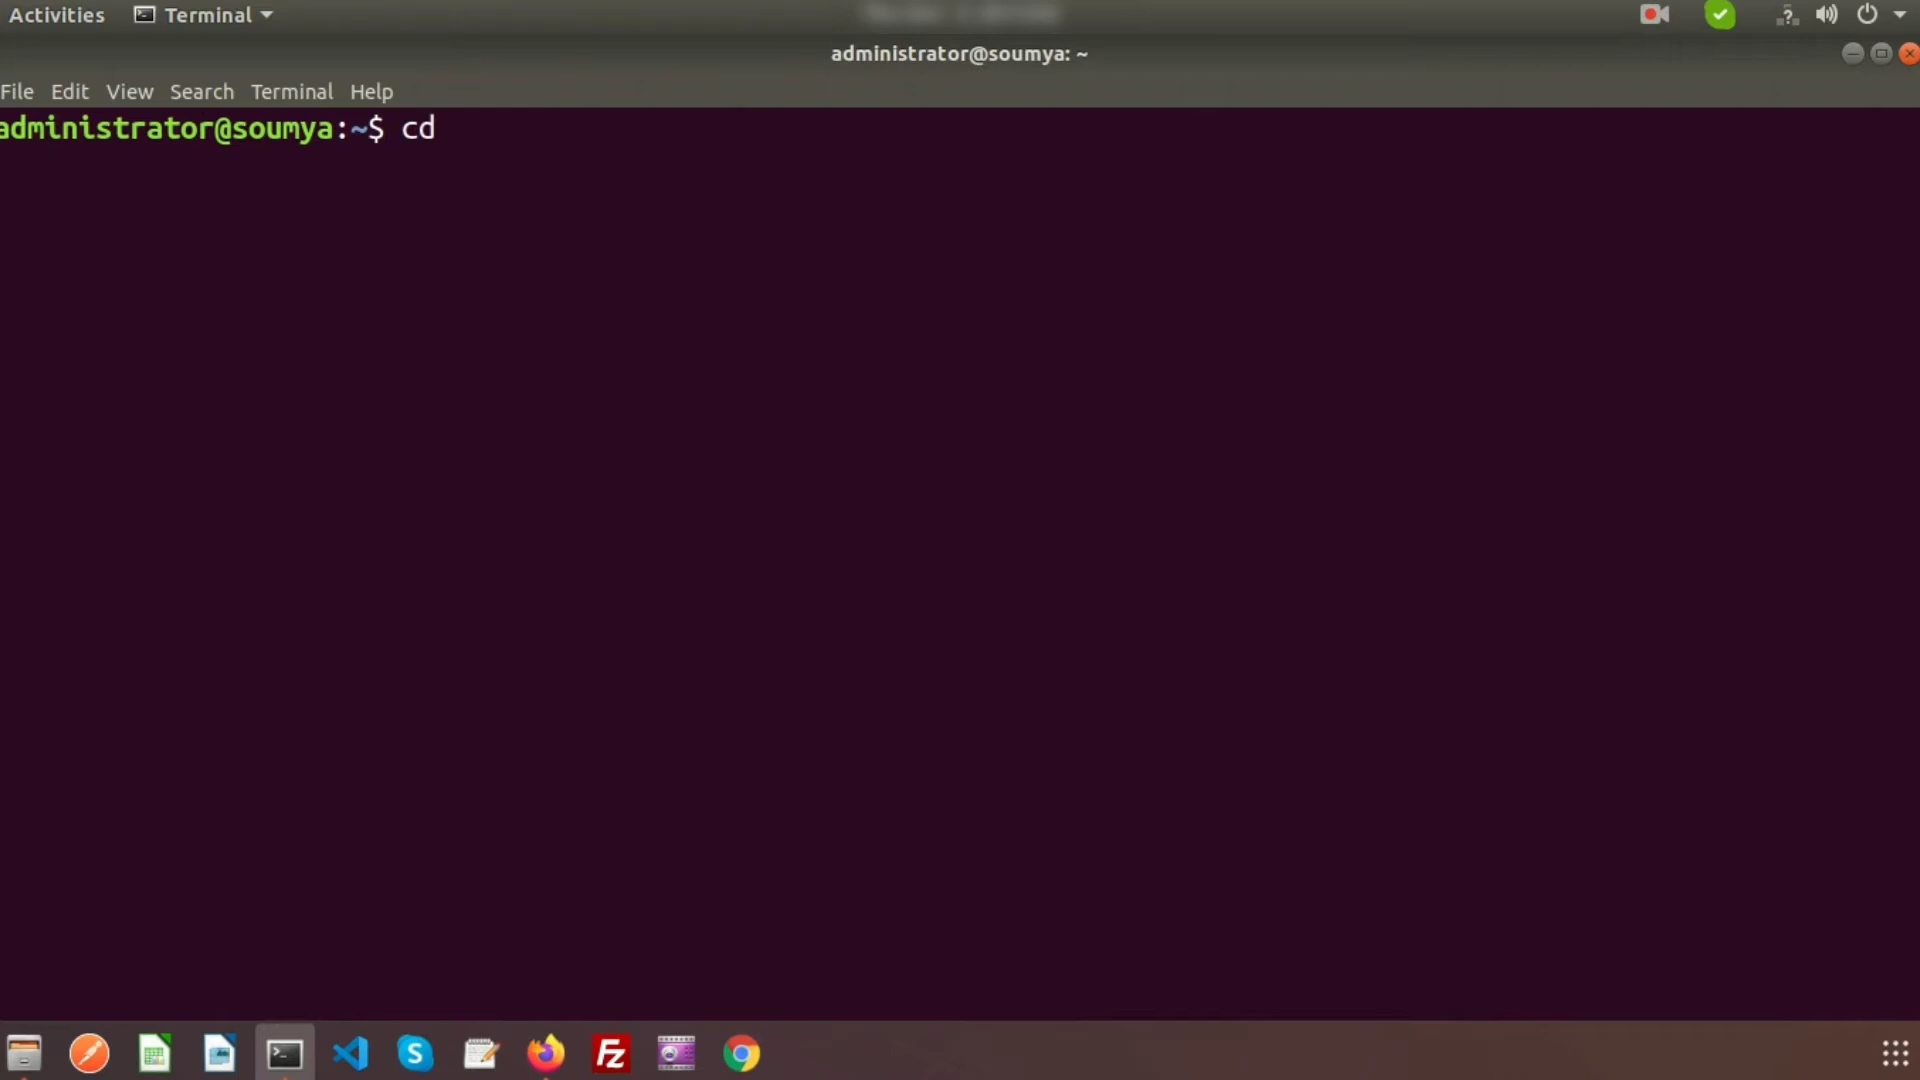 Activities Terminal
administrator@soumya: ~
File Edit View Search Terminal Help
administrator@soumya:~$ cd